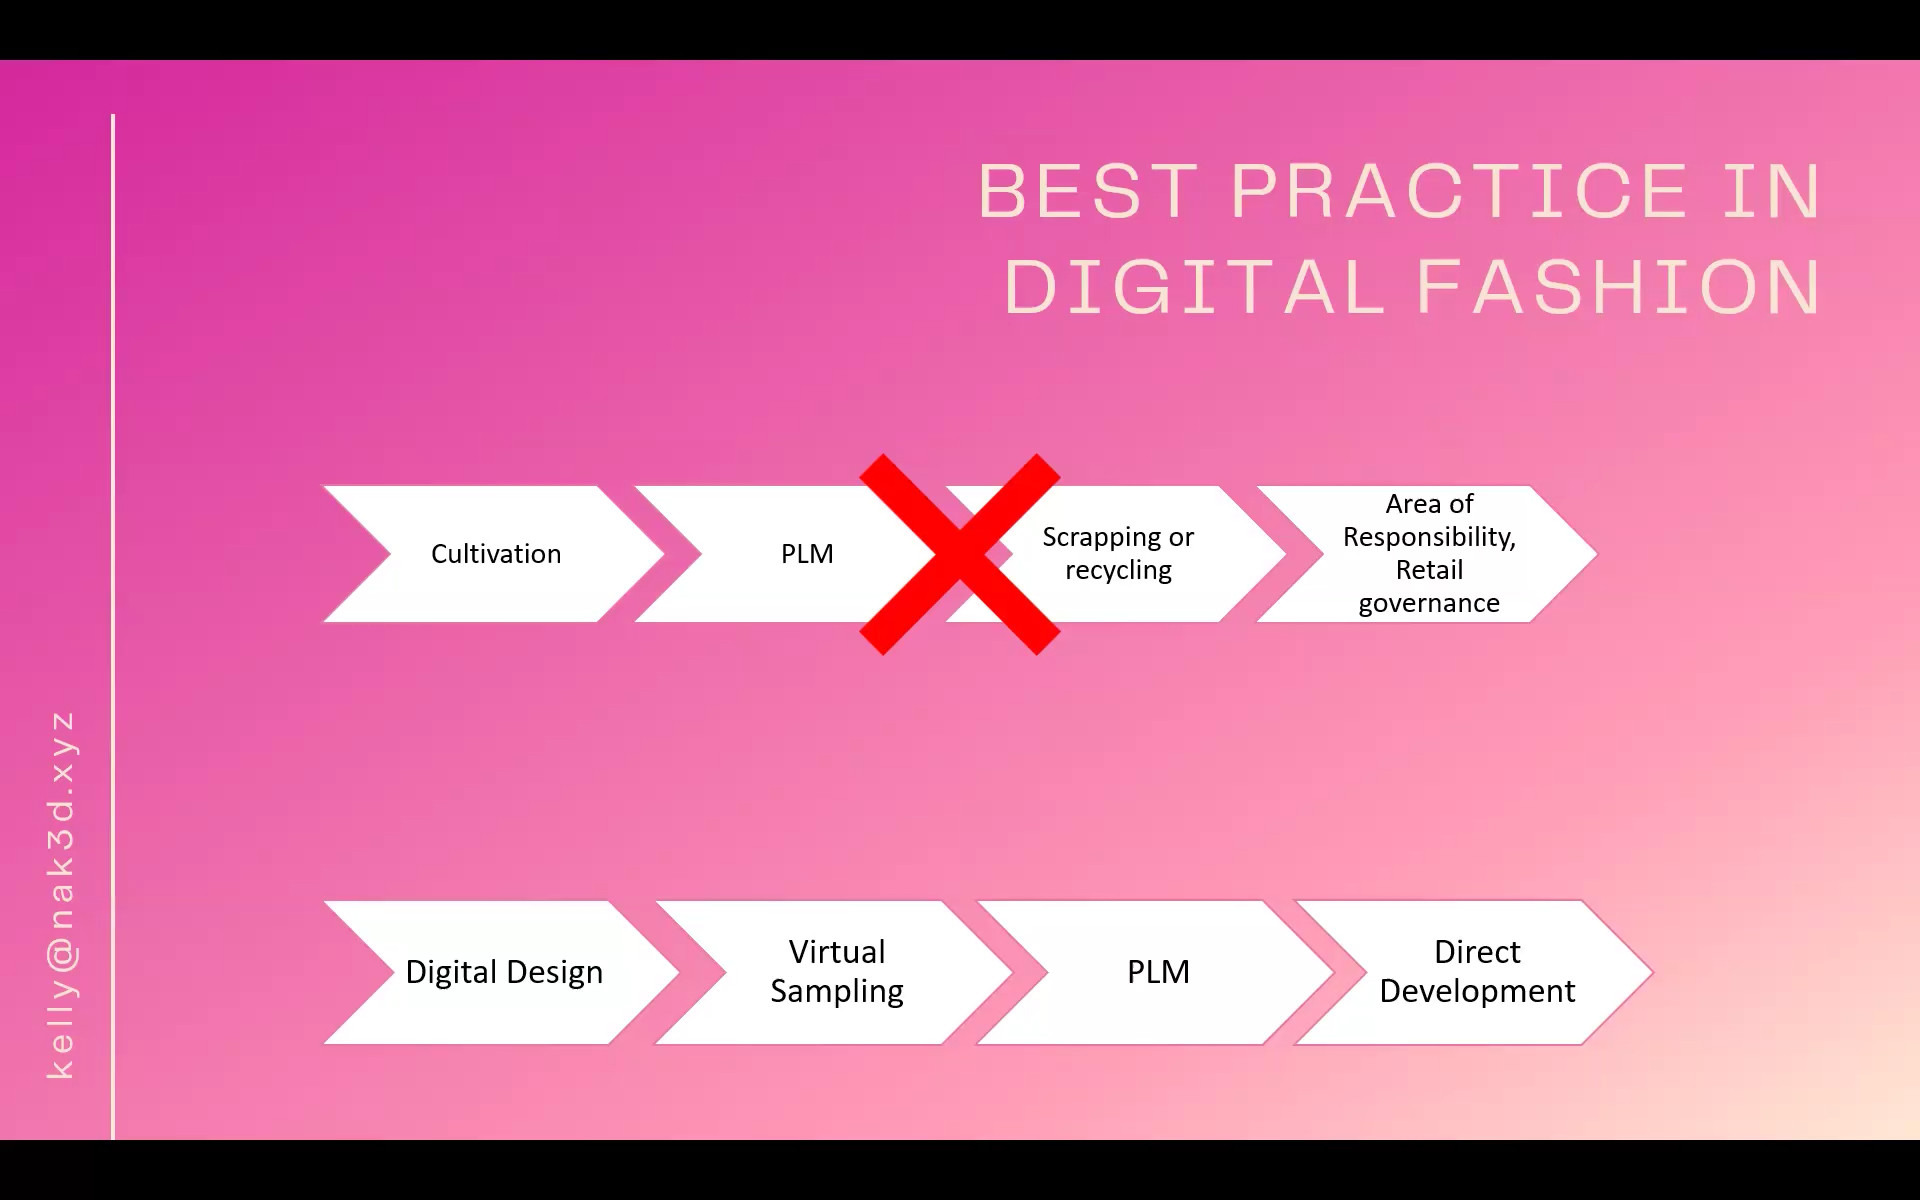 BEST PRACTICE IN
DIGITAL FASHION
Cultivation
PLM
Scrapping or
recycling
Area of
Responsibility,
Retail
governance
Digital Design
Virtual
Sampling
PLM
Direct
Development
kelly@nak3d.xyz